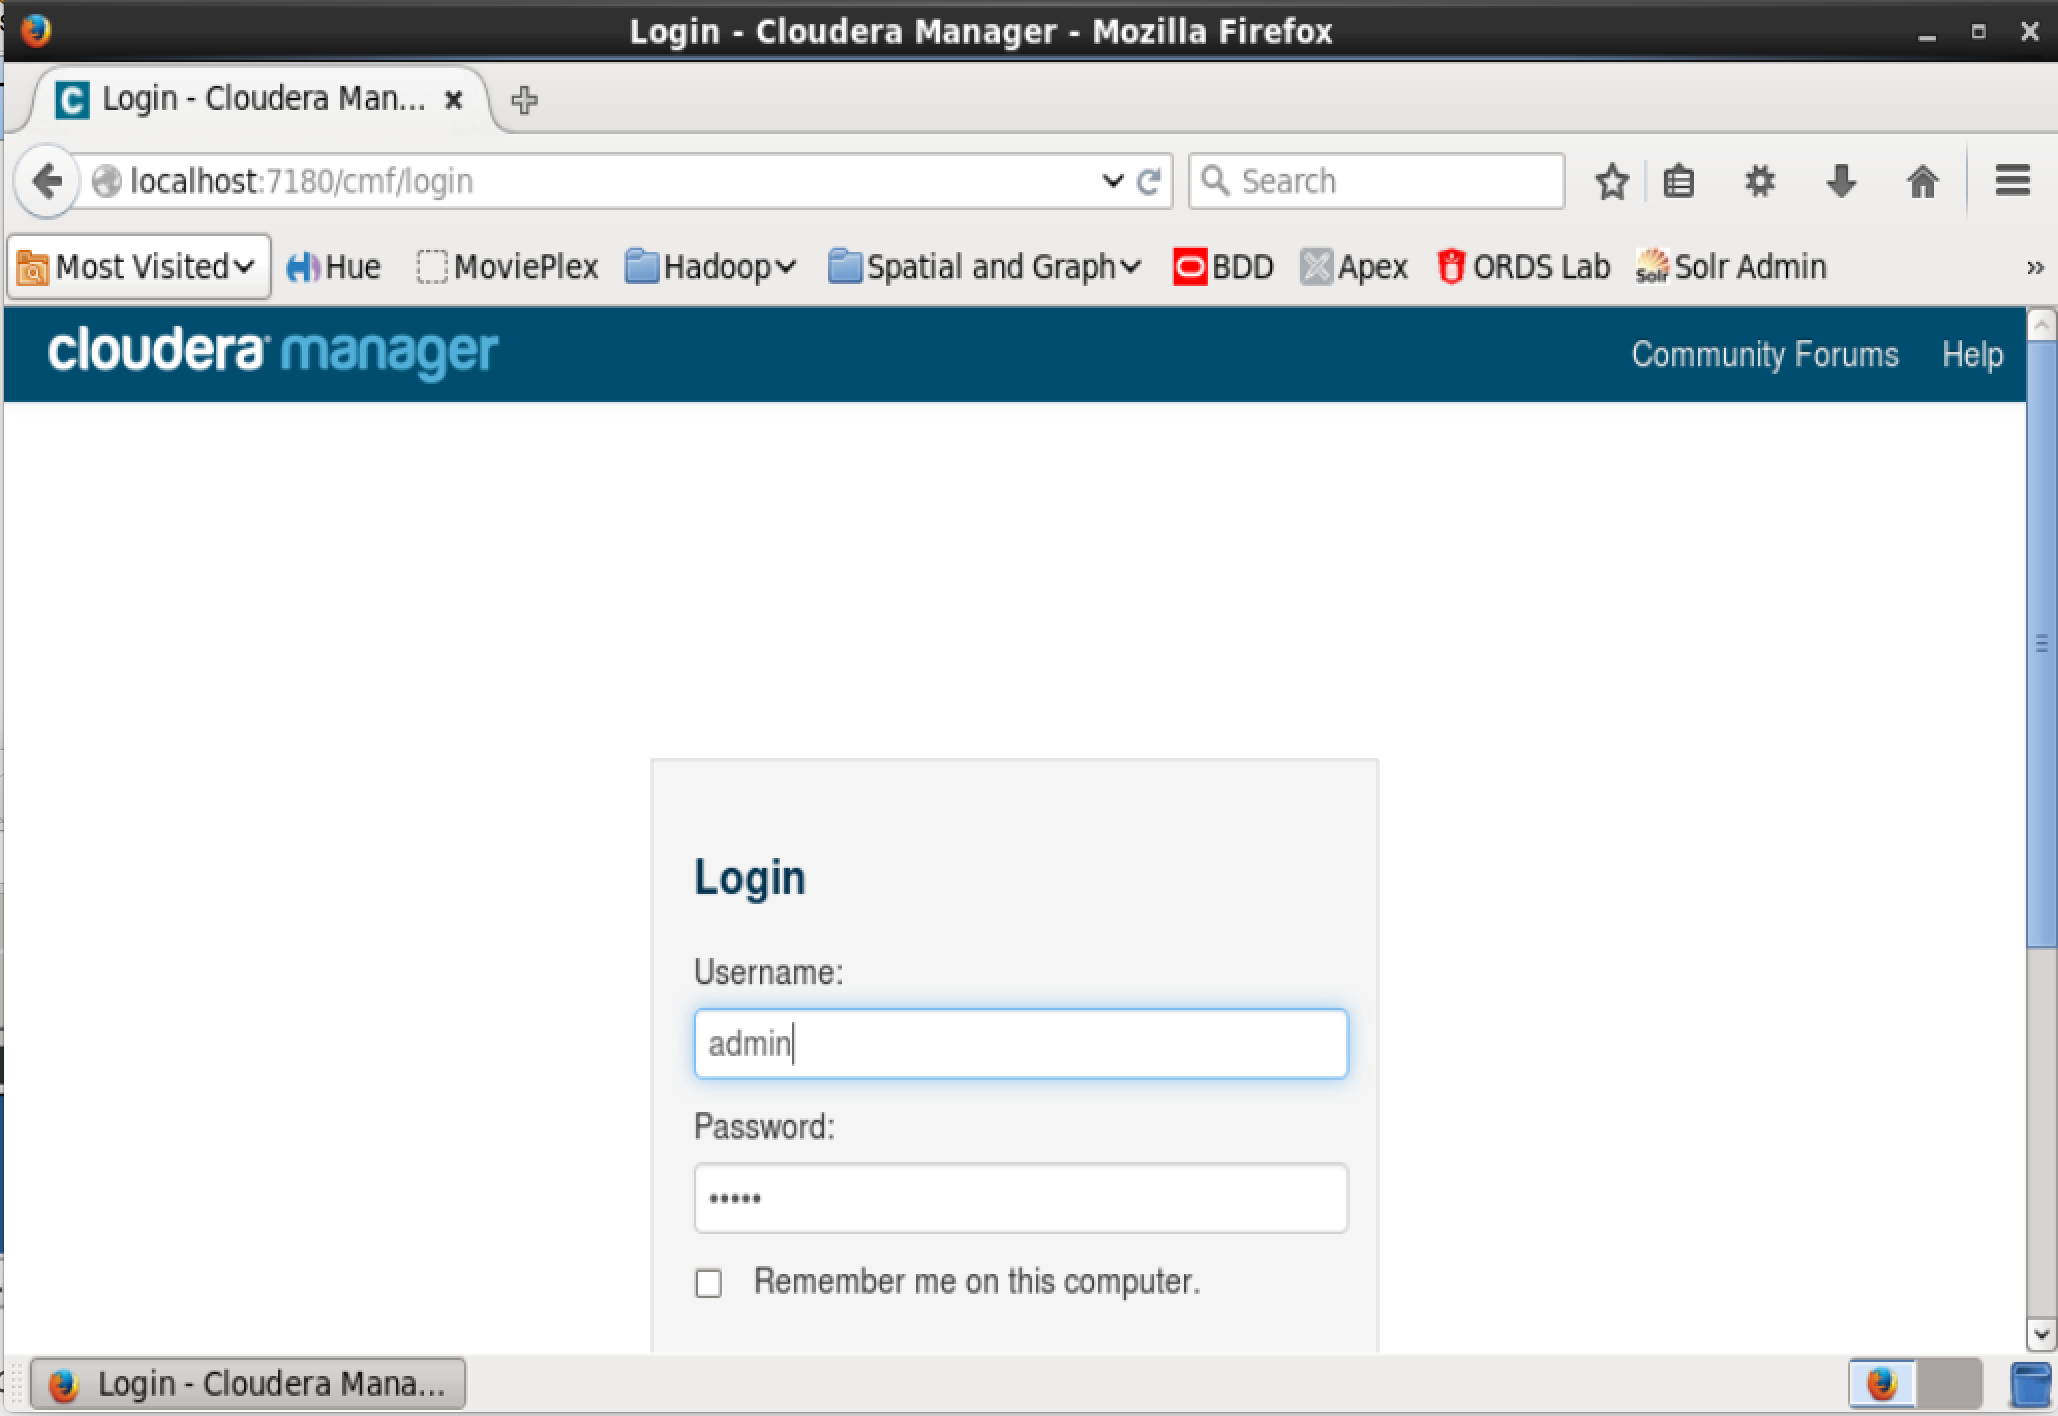 Login - Cloudera Manager - Mozilla Firefox
Login - Cloudera Man...
localhost:7180/cmf/login
Search
Most Visited Hue MoviePlex Hadoop Spatial and Graph BDD Apex ORDS Lab Solr Solr Admin
cloudera manager
Community Forums Help
Login
Username:
admin
Password:
•••••
Remember me on this computer.
Login - Cloudera Mana...